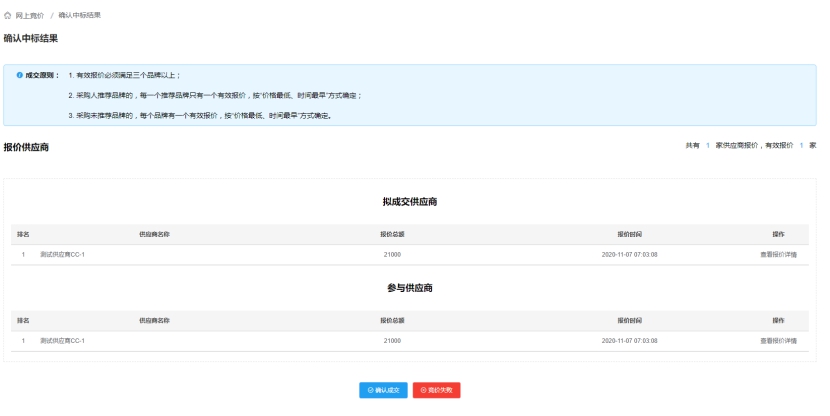 网上竞价 / 确认中标结果
确认中标结果
成交原则： 1. 有效报价必须满足三个品牌以上；
2. 采购人推荐品牌的，每一个推荐品牌只有一个有效报价，按“价格最低、时间最早”方式确定；
3. 采购未推荐品牌的，每个品牌有一个有效报价，按“价格最低、时间最早”方式确定。
报价供应商 共有 1 家供应商报价，有效报价 1 家
拟成交供应商
排名 供应商名称 报价总额 报价时间 操作
1 测试供应商CC-1 21000 2020-11-07 07:03:08 查看报价详情
参与供应商
排名 供应商名称 报价总额 报价时间 操作
1 测试供应商CC-1 21000 2020-11-07 07:03:08 查看报价详情
确认成交 竞价失败